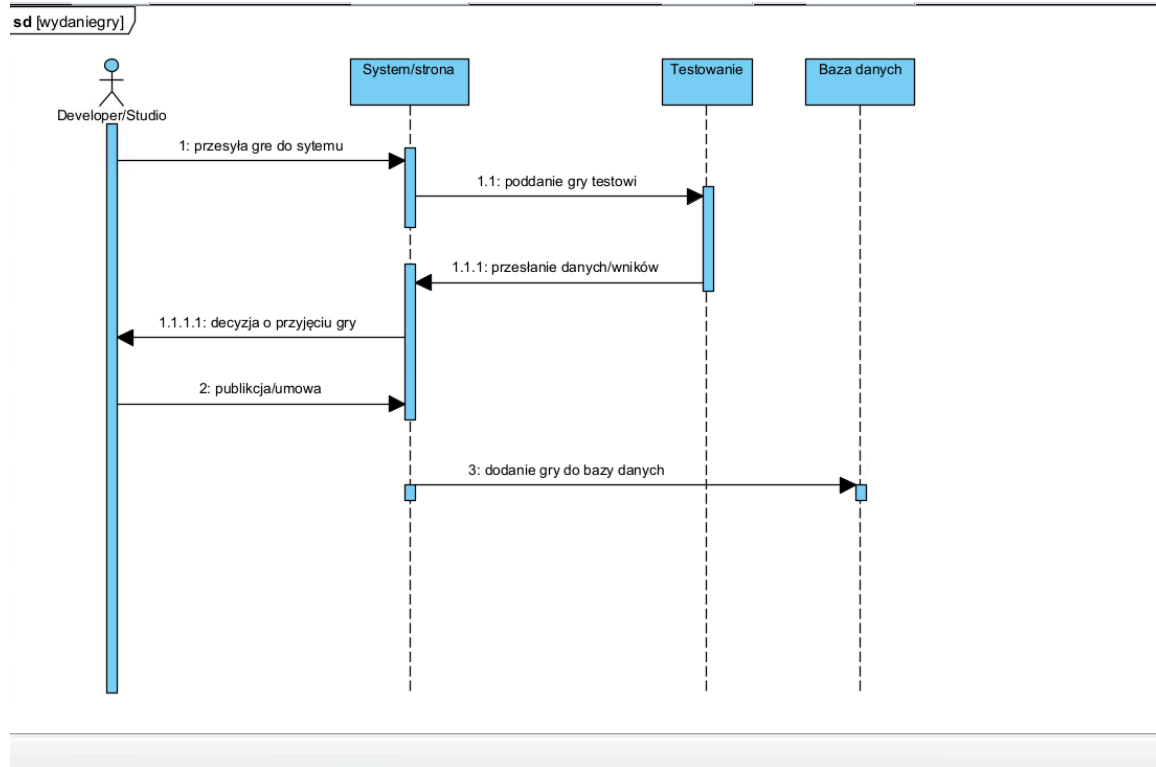 sd [wydaniegry]
Developer/Studio
System/strona
Testowanie
Baza danych
1: przesyła gre do sytemu
1.1: poddanie gry testowi
1.1.1: przesłanie danych/wników
1.1.1.1: decyzja o przyjęciu gry
2: publikcja/umowa
3: dodanie gry do bazy danych